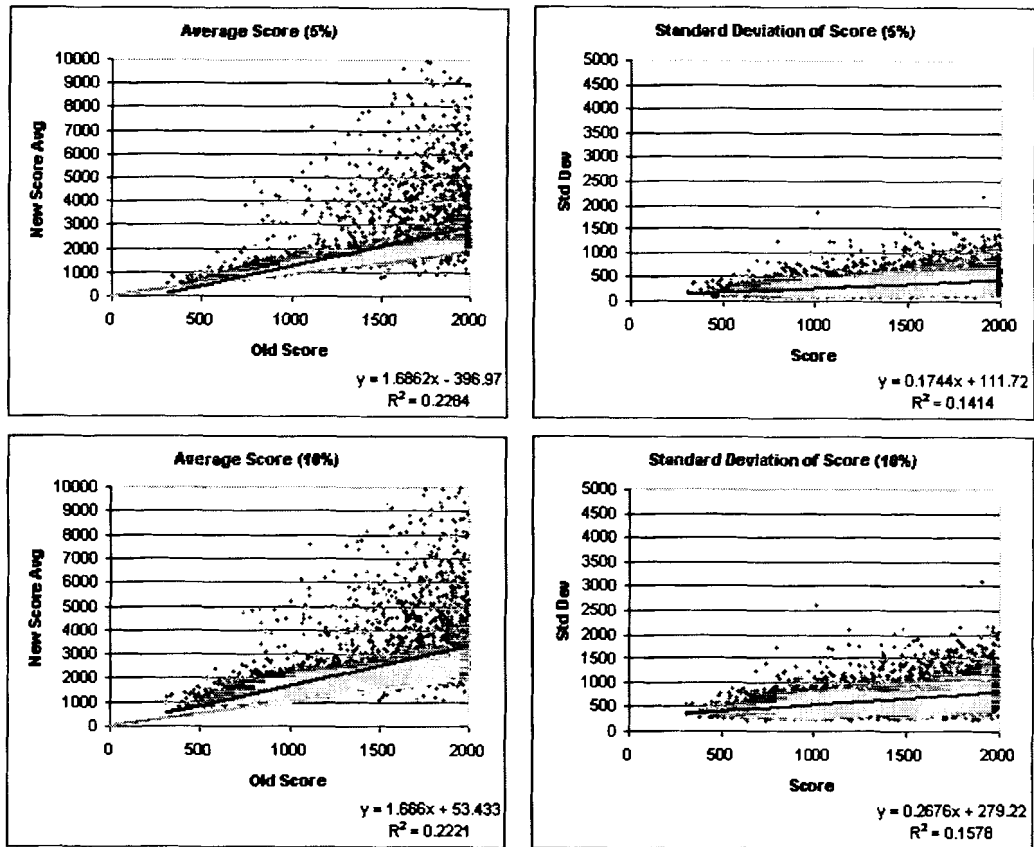 Average Score (5%)
10000
9000
8000
7000
6000
5000
4000
3000
2000
1000
0
New Score Avg
0 500 1000 1500 2000
Old Score
y = 1.6862x - 396.97
R² = 0.2284
Standard Deviation of Score (5%)
5000
4500
4000
3500
3000
2500
2000
1500
1000
500
0
Std Dev
0 500 1000 1500 2000
Score
y = 0.1744x + 111.72
R² = 0.1414
Average Score (10%)
10000
9000
8000
7000
6000
5000
4000
3000
2000
1000
0
New Score Avg
0 500 1000 1500 2000
Old Score
y = 1.666x + 53.433
R² = 0.2221
Standard Deviation of Score (10%)
5000
4500
4000
3500
3000
2500
2000
1500
1000
500
0
Std Dev
0 500 1000 1500 2000
Score
y = 0.2676x + 279.22
R² = 0.1578